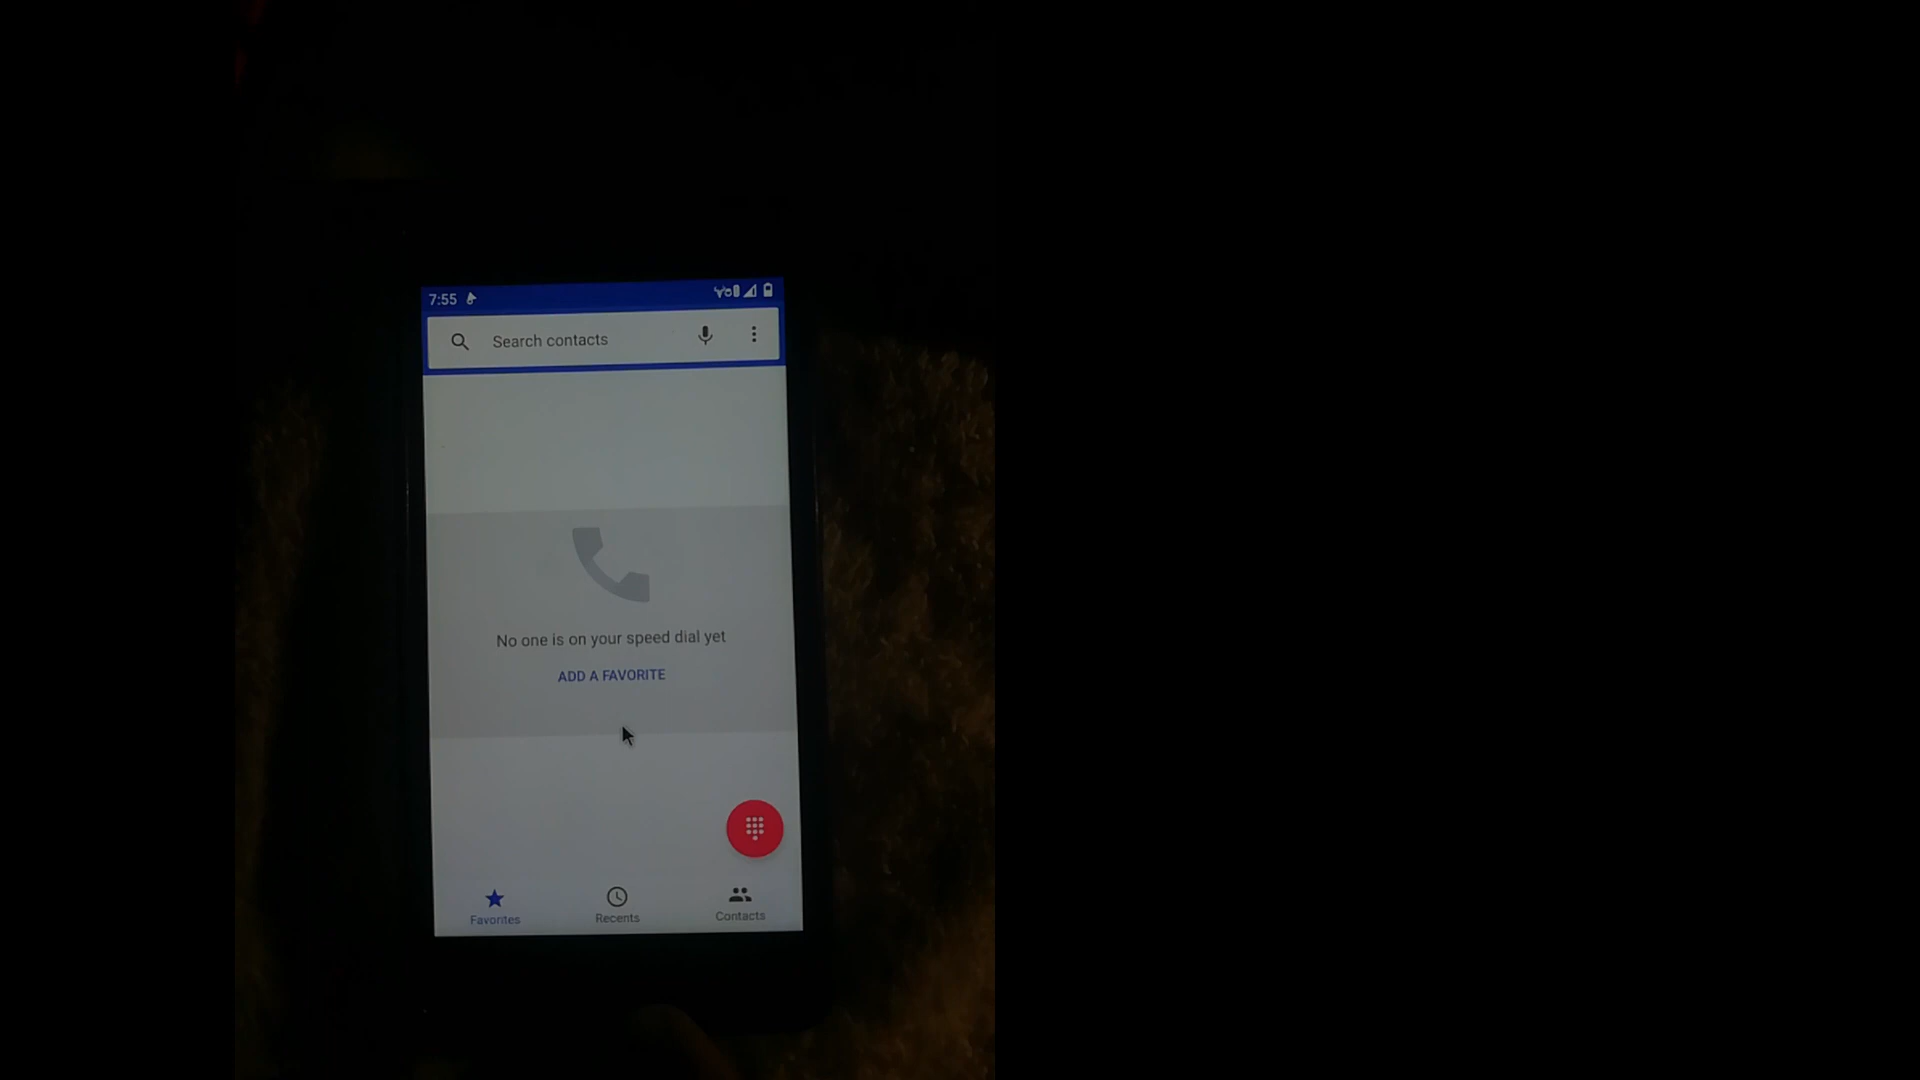 7:55
Search contacts
No one is on your speed dial yet
ADD A FAVORITE
Favorites
Recents
Contacts